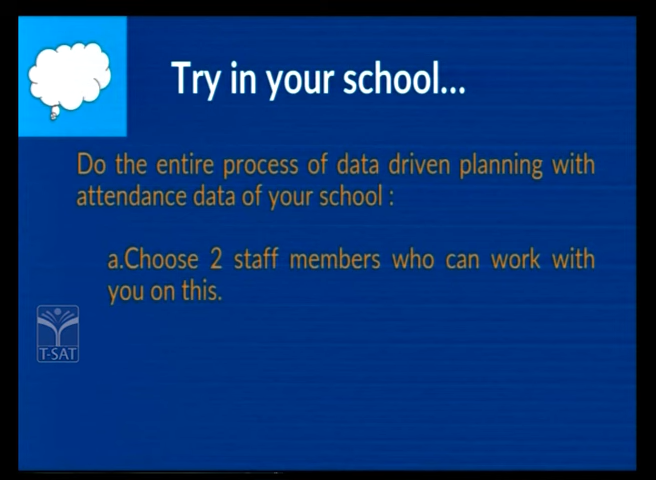 Try in your school...
Do the entire process of data driven planning with
attendance data of your school :
a.Choose 2 staff members who can work with
you on this.
T-SAT